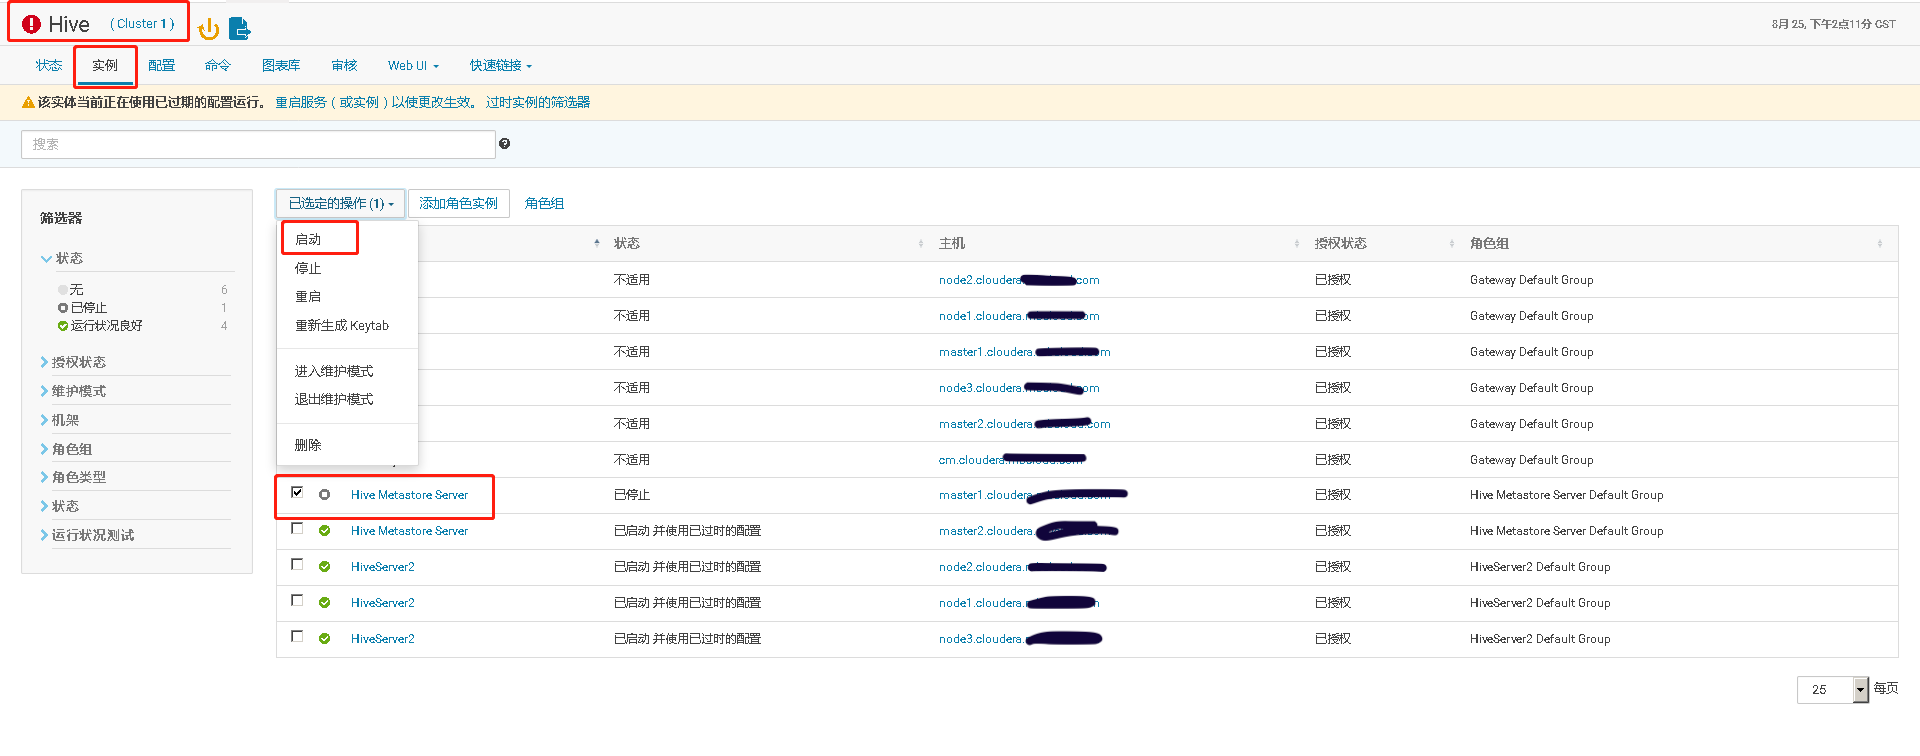 Hive (Cluster 1)
8月 25, 下午2点11分 CST
状态 实例 配置 命令 图表库 审核 Web UI 快速链接
该实体当前正在使用已过期的配置运行。 重启服务（或实例）以使更改生效。 过时实例的筛选器
搜索
筛选器
状态
无 6
已停止 1
运行状况良好 4
授权状态
维护模式
机架
角色组
角色类型
状态
运行状况测试
已选定的操作 (1) 添加角色实例 角色组
启动
停止
重启
重新生成 Keytab
进入维护模式
退出维护模式
删除
状态 主机 授权状态 角色组
不适用 node2.cloudera com 已授权 Gateway Default Group
不适用 node1.cloudera. 已授权 Gateway Default Group
不适用 master1.cloudera. 已授权 Gateway Default Group
不适用 node3.cloudera. 已授权 Gateway Default Group
不适用 master2.cloudera. com 已授权 Gateway Default Group
不适用 cm.cloudera. 已授权 Gateway Default Group
Hive Metastore Server 已停止 master1.cloudera. 已授权 Hive Metastore Server Default Group
Hive Metastore Server 已启动 并使用已过时的配置 master2.cloudera. 已授权 Hive Metastore Server Default Group
HiveServer2 已启动 并使用已过时的配置 node2.cloudera. 已授权 HiveServer2 Default Group
HiveServer2 已启动 并使用已过时的配置 node1.cloudera. 已授权 HiveServer2 Default Group
HiveServer2 已启动 并使用已过时的配置 node3.cloudera. 已授权 HiveServer2 Default Group
25 每页